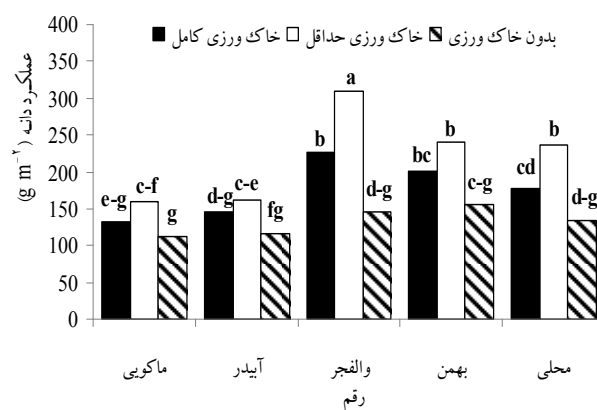 عملکرد دانه (g m⁻²)
400
350
300
250
200
150
100
50
0
خاک ورزی کامل
خاک ورزی حداقل
بدون خاک ورزی
e-g
c-f
g
d-g
c-e
fg
b
a
d-g
bc
b
c-g
cd
b
d-g
ماکویی
آبیدر
والفجر
بهمن
محلی
رقم